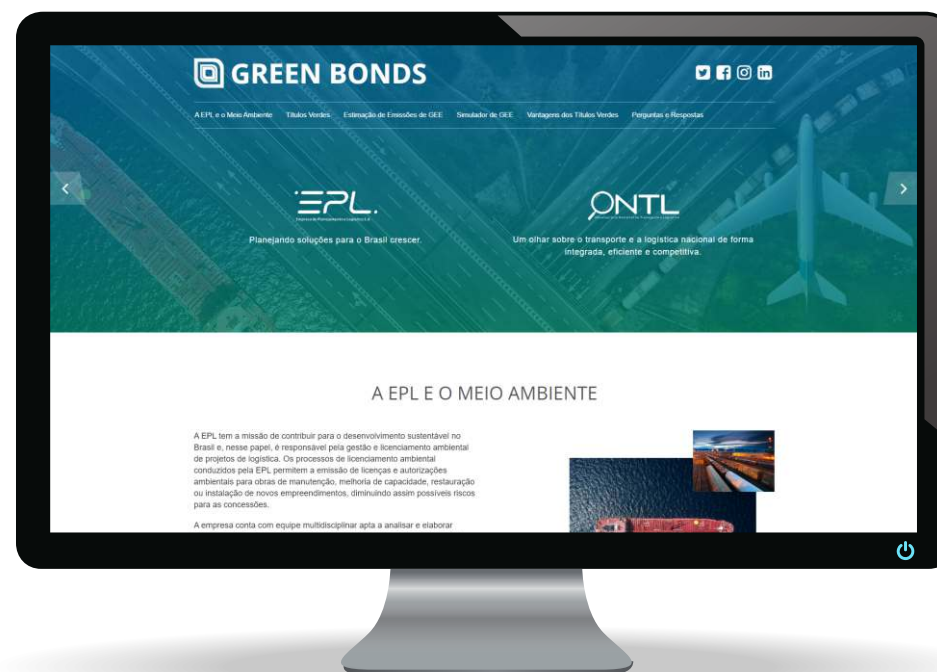 GREEN BONDS
A EPL e o Meio Ambiente Títulos Verdes Estimação de Emissões de GEE Simulador de GEE Vantagens dos Títulos Verdes Perguntas e Respostas
EPL.
Planejando soluções para o Brasil crescer.
ONTL
Um olhar sobre o transporte e a logística nacional de forma
integrada, eficiente e competitiva.
A EPL E O MEIO AMBIENTE
A EPL tem a missão de contribuir para o desenvolvimento sustentável no
Brasil e, nesse papel, é responsável pela gestão e licenciamento ambiental
de projetos de logística. Os processos de licenciamento ambiental
conduzidos pela EPL permitem a emissão de licenças e autorizações
ambientais para obras de manutenção, melhoria de capacidade, restauração
ou instalação de novos empreendimentos, diminuindo assim possíveis riscos
para as concessões.
A empresa conta com equipe multidisciplinar apta a analisar e elaborar